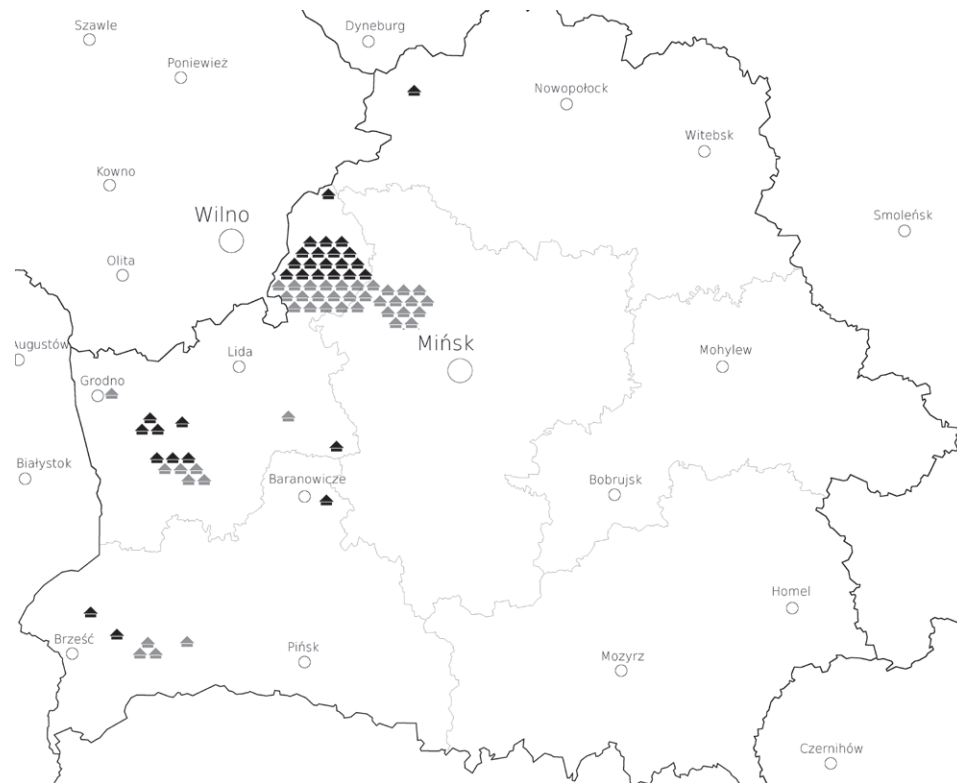 Szawle
Dyneburg
Poniewież
Nowopołock
Witebsk
Kowno
Wilno
Smoleńsk
Olita
Mińsk
Augustów
Lida
Mohylew
Grodno
Białystok
Baranowicze
Bobrujsk
Homel
Brześć
Pińsk
Mozyrz
Czernihów